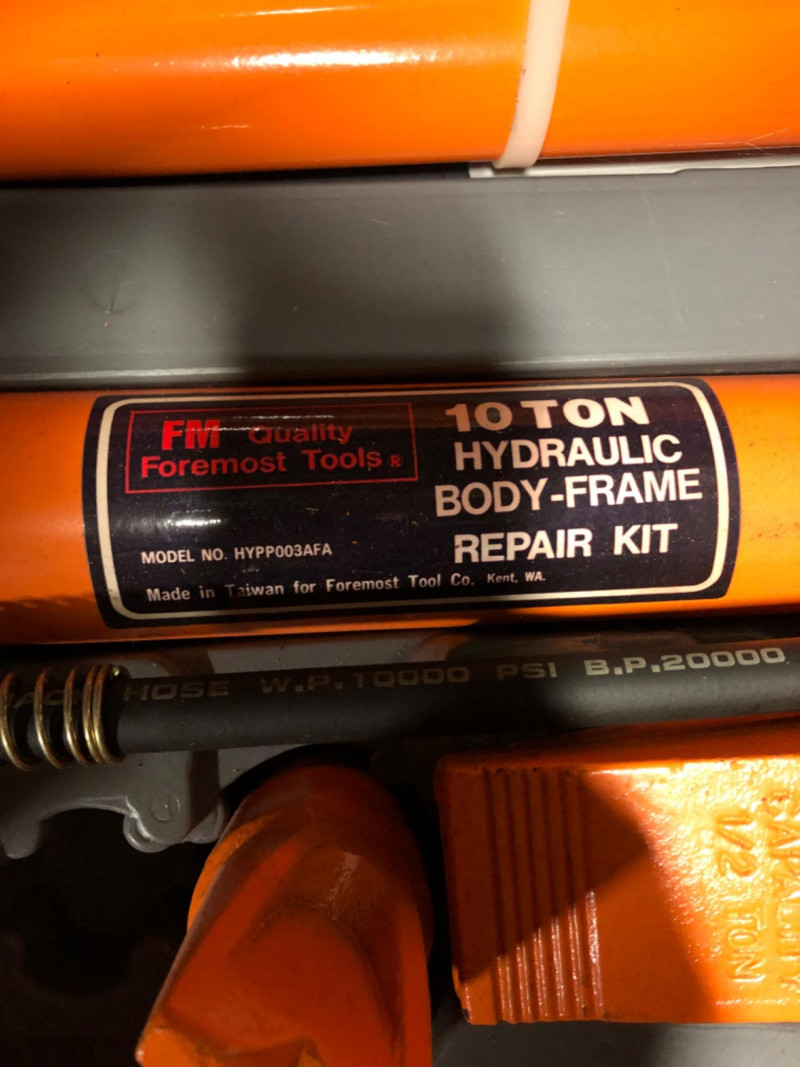 FM Quality
Foremost Tools®
10 TON
HYDRAULIC
BODY-FRAME
REPAIR KIT
MODEL NO. HYPP003AFA
Made in Taiwan for Foremost Tool Co. Kent, WA.
HOSE W.P.10000 PSI B.P.20000
CAPACITY
1/2 TON